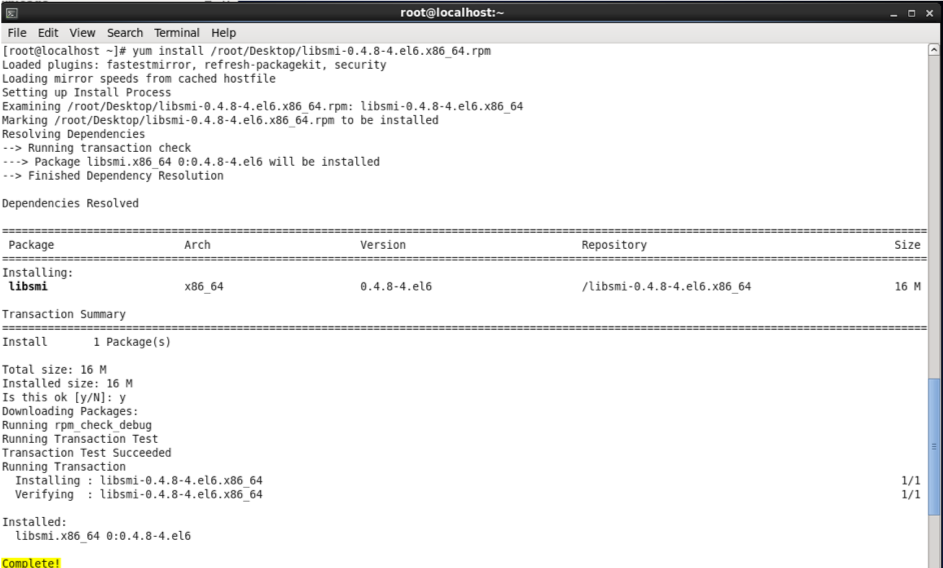 root@localhost:~
File Edit View Search Terminal Help
[root@localhost ~]# yum install /root/Desktop/libsmi-0.4.8-4.el6.x86_64.rpm
Loaded plugins: fastestmirror, refresh-packagekit, security
Loading mirror speeds from cached hostfile
Setting up Install Process
Examining /root/Desktop/libsmi-0.4.8-4.el6.x86_64.rpm: libsmi-0.4.8-4.el6.x86_64
Marking /root/Desktop/libsmi-0.4.8-4.el6.x86_64.rpm to be installed
Resolving Dependencies
--> Running transaction check
---> Package libsmi.x86_64 0:0.4.8-4.el6 will be installed
--> Finished Dependency Resolution
Dependencies Resolved
Package Arch Version Repository Size
Installing:
libsmi x86_64 0.4.8-4.el6 /libsmi-0.4.8-4.el6.x86_64 16 M
Transaction Summary
Install 1 Package(s)
Total size: 16 M
Installed size: 16 M
Is this ok [y/N]: y
Downloading Packages:
Running rpm_check_debug
Running Transaction Test
Transaction Test Succeeded
Running Transaction
Installing : libsmi-0.4.8-4.el6.x86_64 1/1
Verifying : libsmi-0.4.8-4.el6.x86_64 1/1
Installed:
libsmi.x86_64 0:0.4.8-4.el6
Complete!